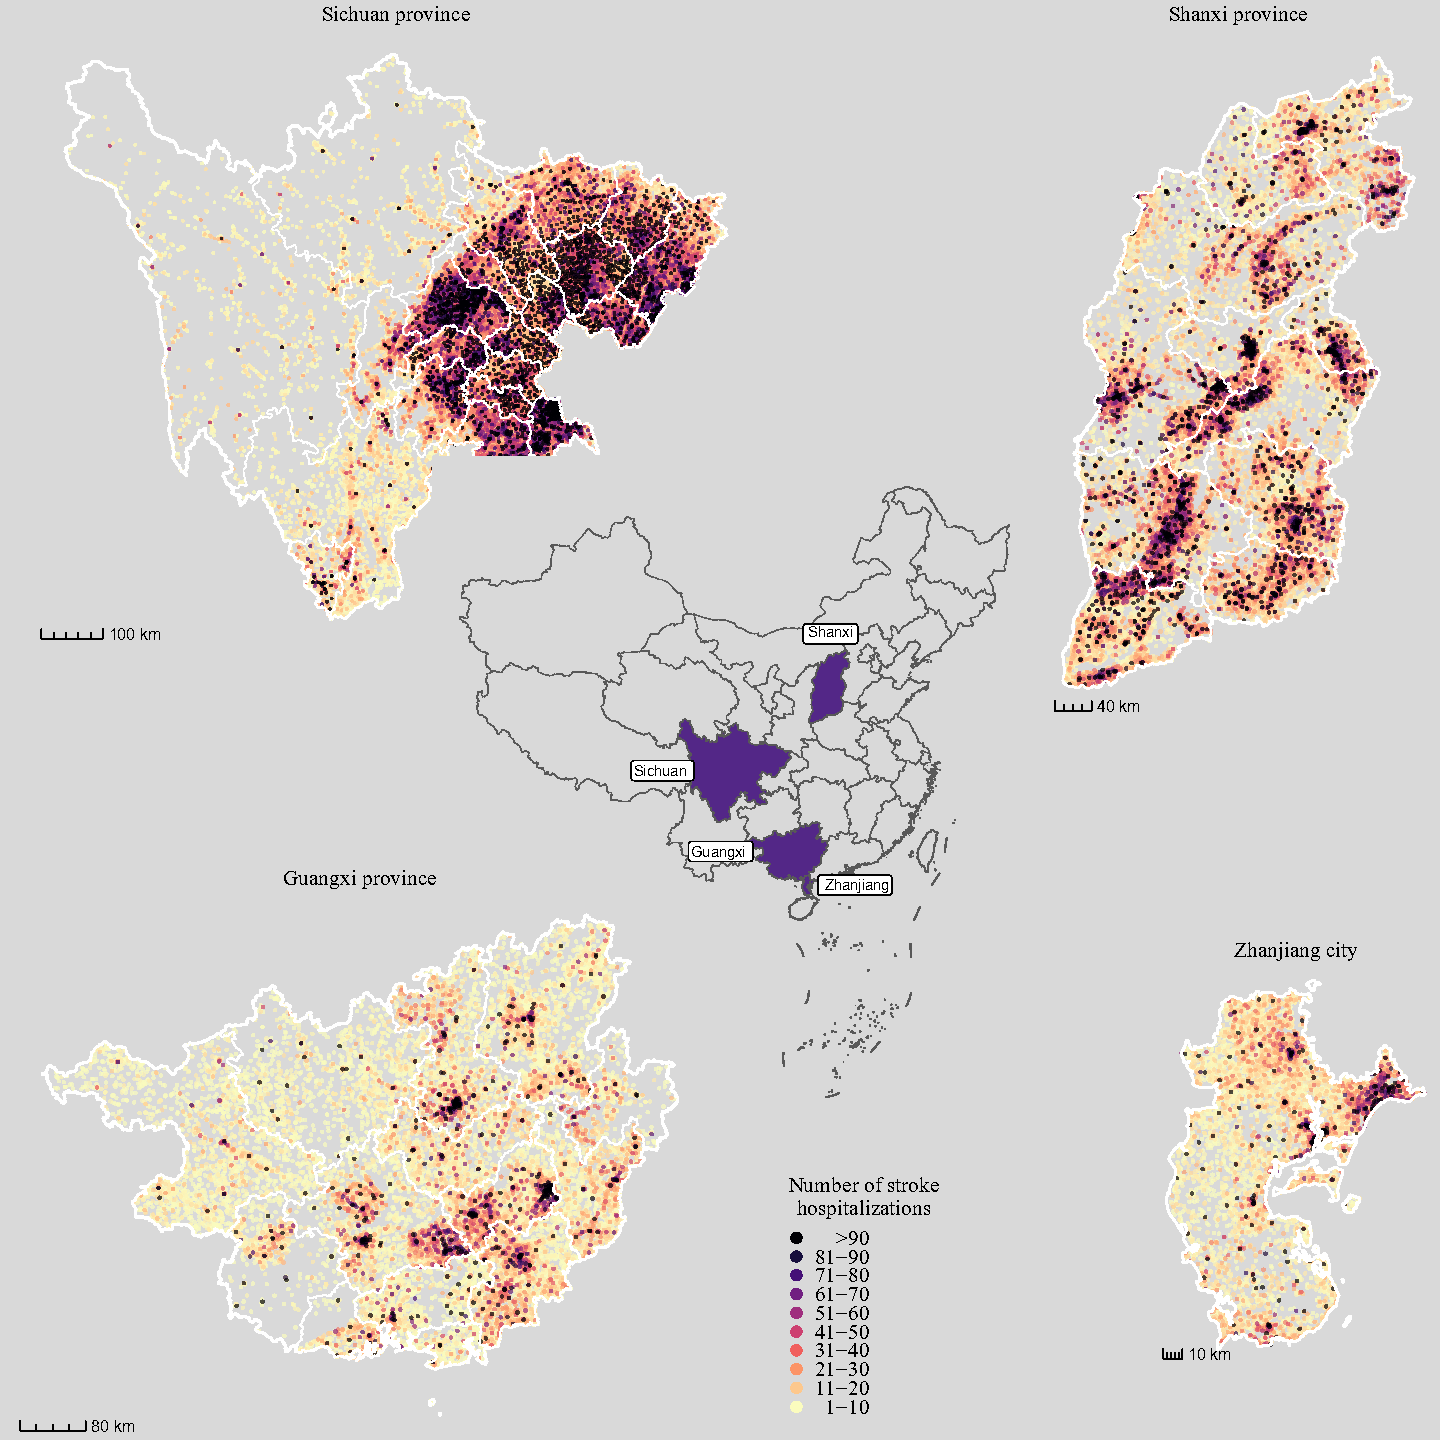 Sichuan province
Shanxi province
100 km
Shanxi
40 km
Sichuan
Guangxi
Guangxi province
Zhanjiang
Zhanjiang city
Number of stroke
hospitalizations
>90
81−90
71−80
61−70
51−60
41−50
31−40
21−30
11−20
1−10
10 km
80 km